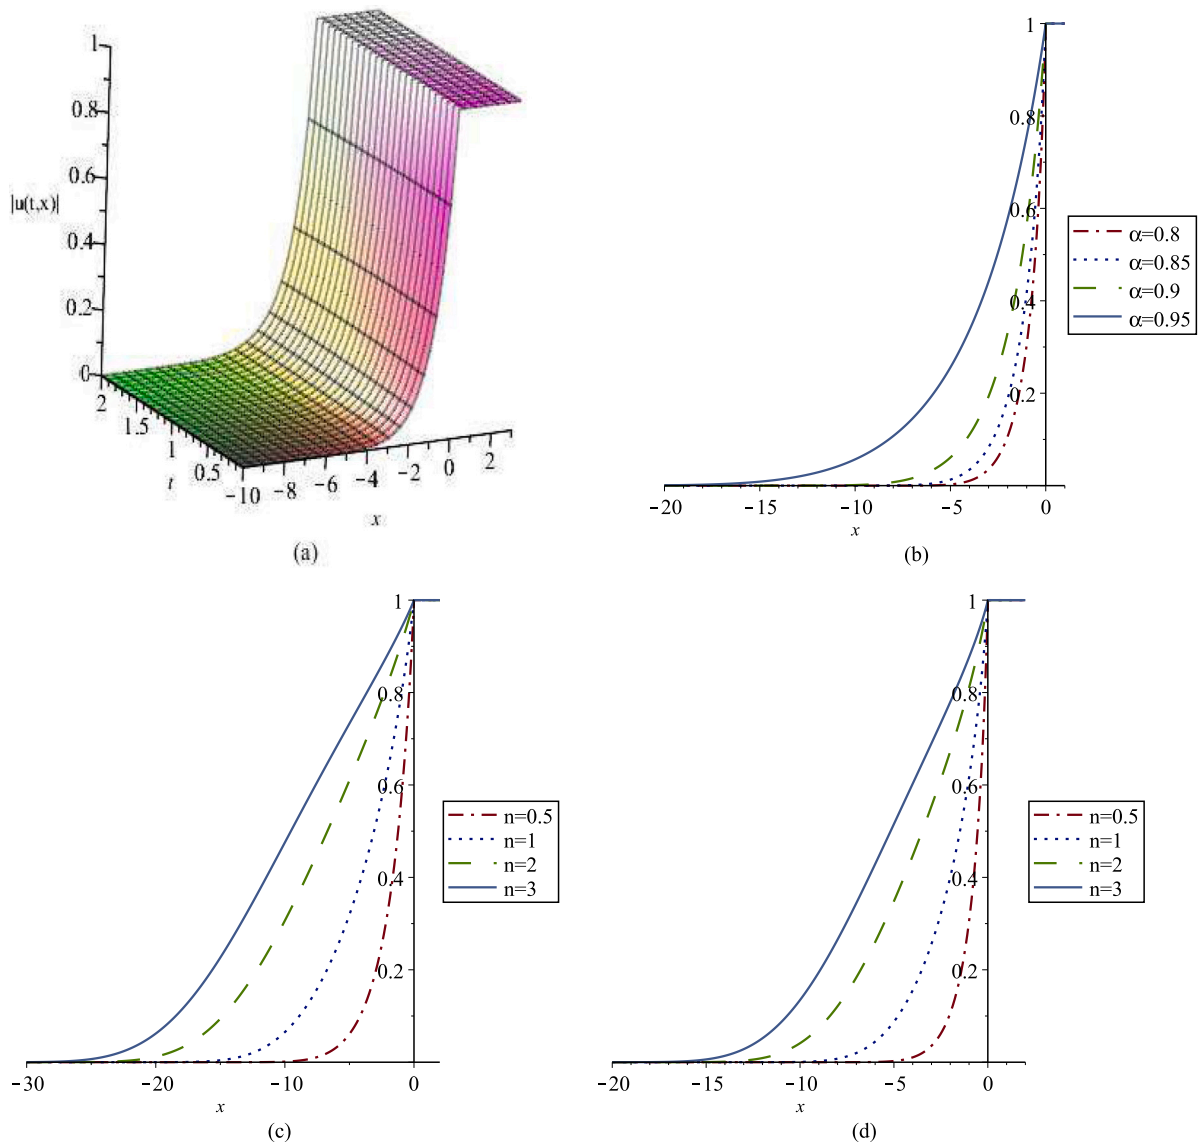 1
0.8
0.6
|u(t,x)|
0.4
0.2
0
2
1.5
1
0.5
t
-10 -8 -6 -4 -2 0 2
x
(a)
1
0.8
0.6
0.4
0.2
-20 -15 -10 -5 0
x
α=0.8
α=0.85
α=0.9
α=0.95
(b)
1
0.8
0.6
0.4
0.2
-30 -20 -10 0
x
n=0.5
n=1
n=2
n=3
(c)
1
0.8
0.6
0.4
0.2
-20 -15 -10 -5 0
x
n=0.5
n=1
n=2
n=3
(d)